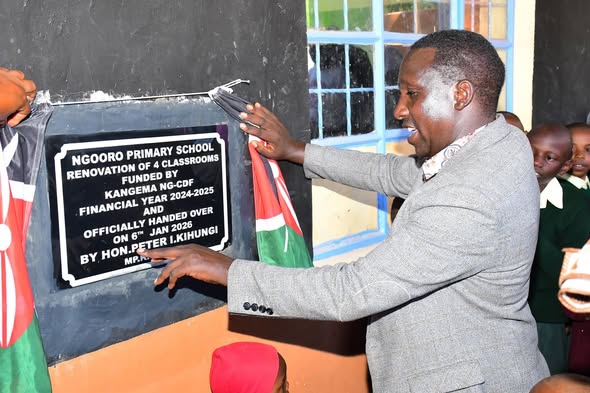 NGOORO PRIMARY SCHOOL
RENOVATION OF 4 CLASSROOMS
FUNDED BY
KANGEMA NG-CDF
FINANCIAL YEAR 2024-2025
AND
OFFICIALLY HANDED OVER
ON 6TH JAN 2026
BY HON.PETER I.KIHUNGI
MP.